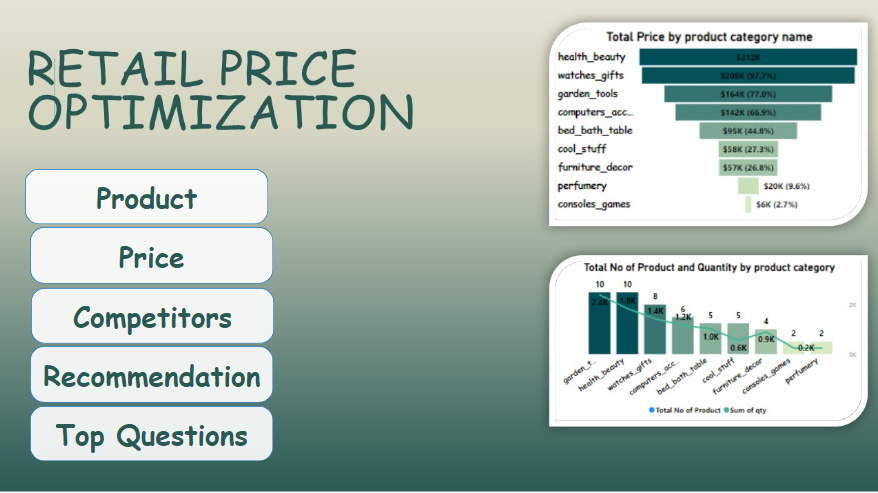 RETAIL PRICE
OPTIMIZATION
Product
Price
Competitors
Recommendation
Top Questions
Total Price by product category name
health_beauty $212K
watches_gifts $208K (97.7%)
garden_tools $164K (77.0%)
computers_acc... $142K (66.9%)
bed_bath_table $95K (44.8%)
cool_stuff $58K (27.3%)
furniture_decor $57K (26.8%)
perfumery $20K (9.6%)
consoles_games $6K (2.7%)
Total No of Product and Quantity by product category
10 10 8 6 5 5 4 2 2
2.4K 1.8K 1.4K 1.2K 1.0K 0.6K 0.9K 0.2K
2K
0K
garden_t... health_beauty watches_gifts computers_acc... bed_bath_table cool_stuff furniture_decor consoles_games perfumery
Total No of Product Sum of qty